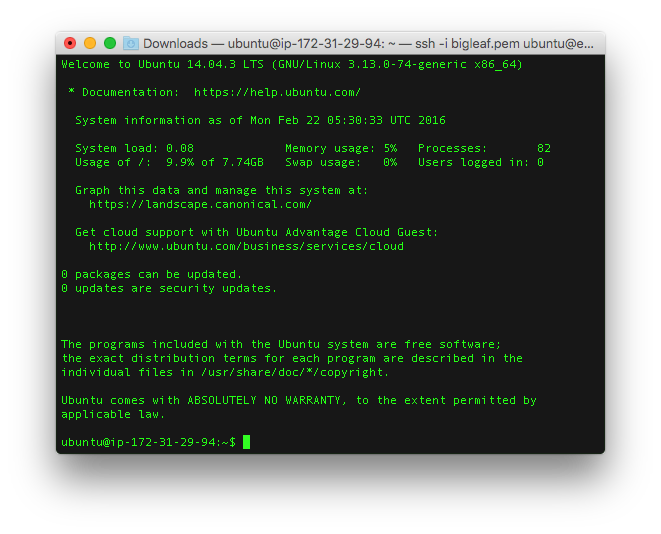 Downloads — ubuntu@ip-172-31-29-94: ~ — ssh -i bigleaf.pem ubuntu@e...
Welcome to Ubuntu 14.04.3 LTS (GNU/Linux 3.13.0-74-generic x86_64)
* Documentation:  https://help.ubuntu.com/
System information as of Mon Feb 22 05:30:33 UTC 2016
System load: 0.08              Memory usage: 5%   Processes:       82
Usage of /:  9.9% of 7.74GB   Swap usage:   0%   Users logged in: 0
Graph this data and manage this system at:
https://landscape.canonical.com/
Get cloud support with Ubuntu Advantage Cloud Guest:
http://www.ubuntu.com/business/services/cloud
0 packages can be updated.
0 updates are security updates.
The programs included with the Ubuntu system are free software;
the exact distribution terms for each program are described in the
individual files in /usr/share/doc/*/copyright.
Ubuntu comes with ABSOLUTELY NO WARRANTY, to the extent permitted by
applicable law.
ubuntu@ip-172-31-29-94:~$